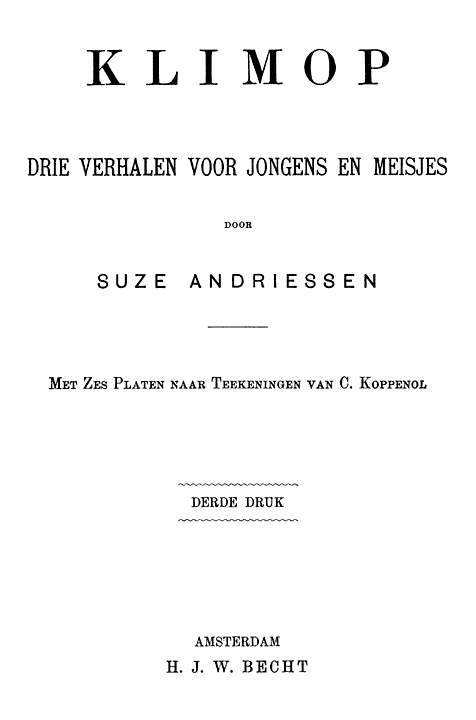 KLIMOP
DRIE VERHALEN VOOR JONGENS EN MEISJES
DOOR
SUZE ANDRIESSEN
MET ZES PLATEN NAAR TEEKENINGEN VAN C. KOPPENOL
DERDE DRUK
AMSTERDAM
H. J. W. BECHT